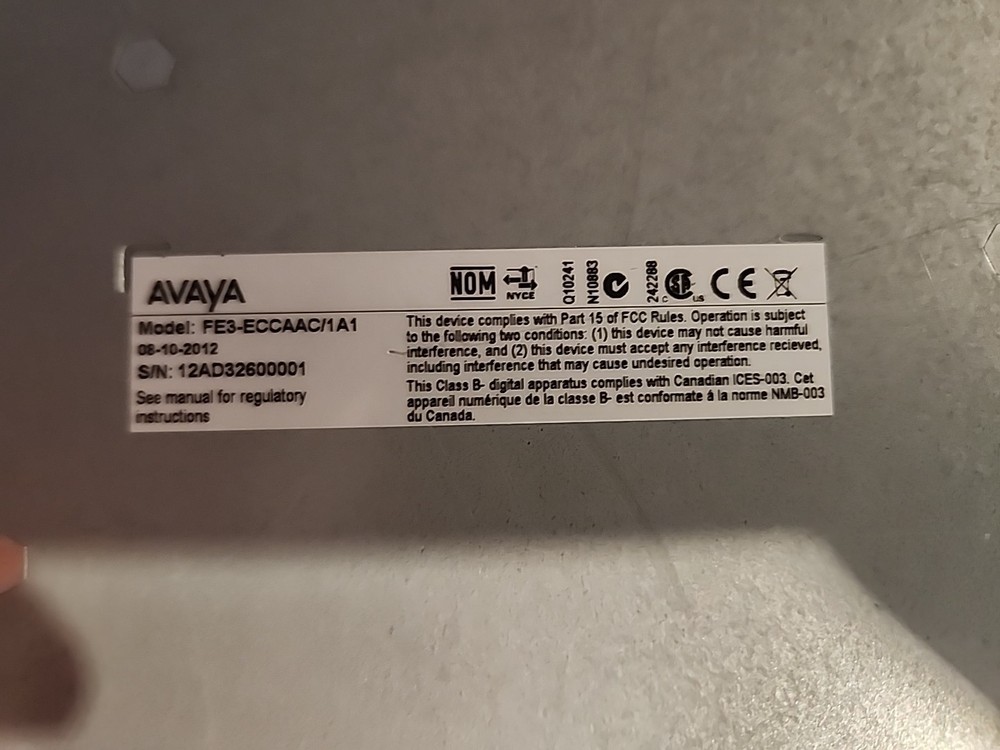 AVAYA
NOM
NYCE
Q10241
N10883
242288
C US
CE
Model: FE3-ECCAAC/1A1
08-10-2012
S/N: 12AD32600001
See manual for regulatory
instructions
This device complies with Part 15 of FCC Rules. Operation is subject
to the following two conditions: (1) this device may not cause harmful
interference, and (2) this device must accept any interference recieved,
including interference that may cause undesired operation.
This Class B- digital apparatus complies with Canadian ICES-003. Cet
appareil numérique de la classe B- est conformate à la norme NMB-003
du Canada.